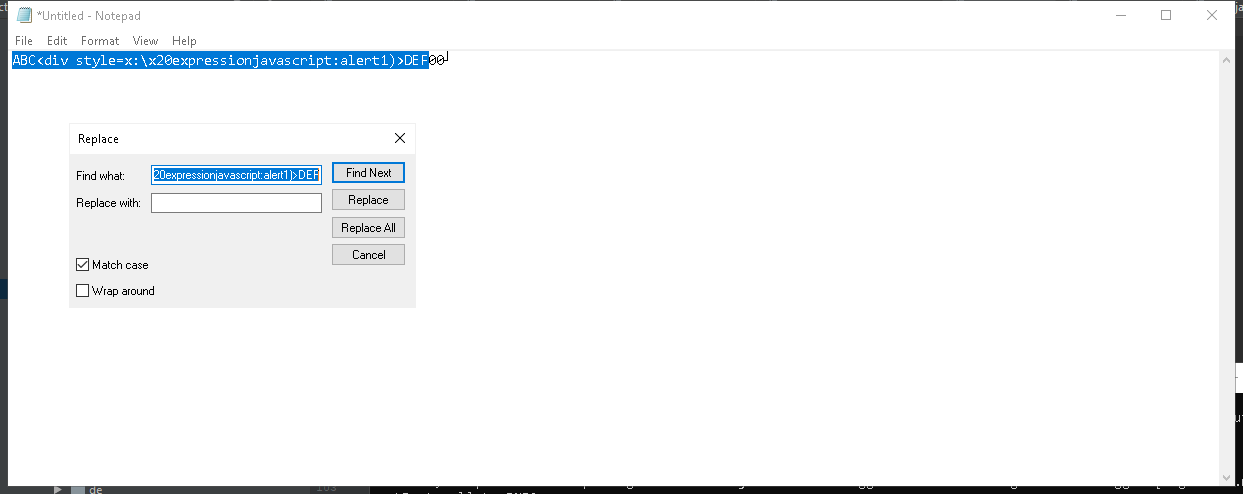 *Untitled - Notepad
File Edit Format View Help
ABC<div style=x:\x20expressionjavascript:alert1)>DEF00
Replace
Find what: 20expressionjavascript:alert1)>DEF
Find Next
Replace with:
Replace
Replace All
Cancel
Match case
Wrap around
de